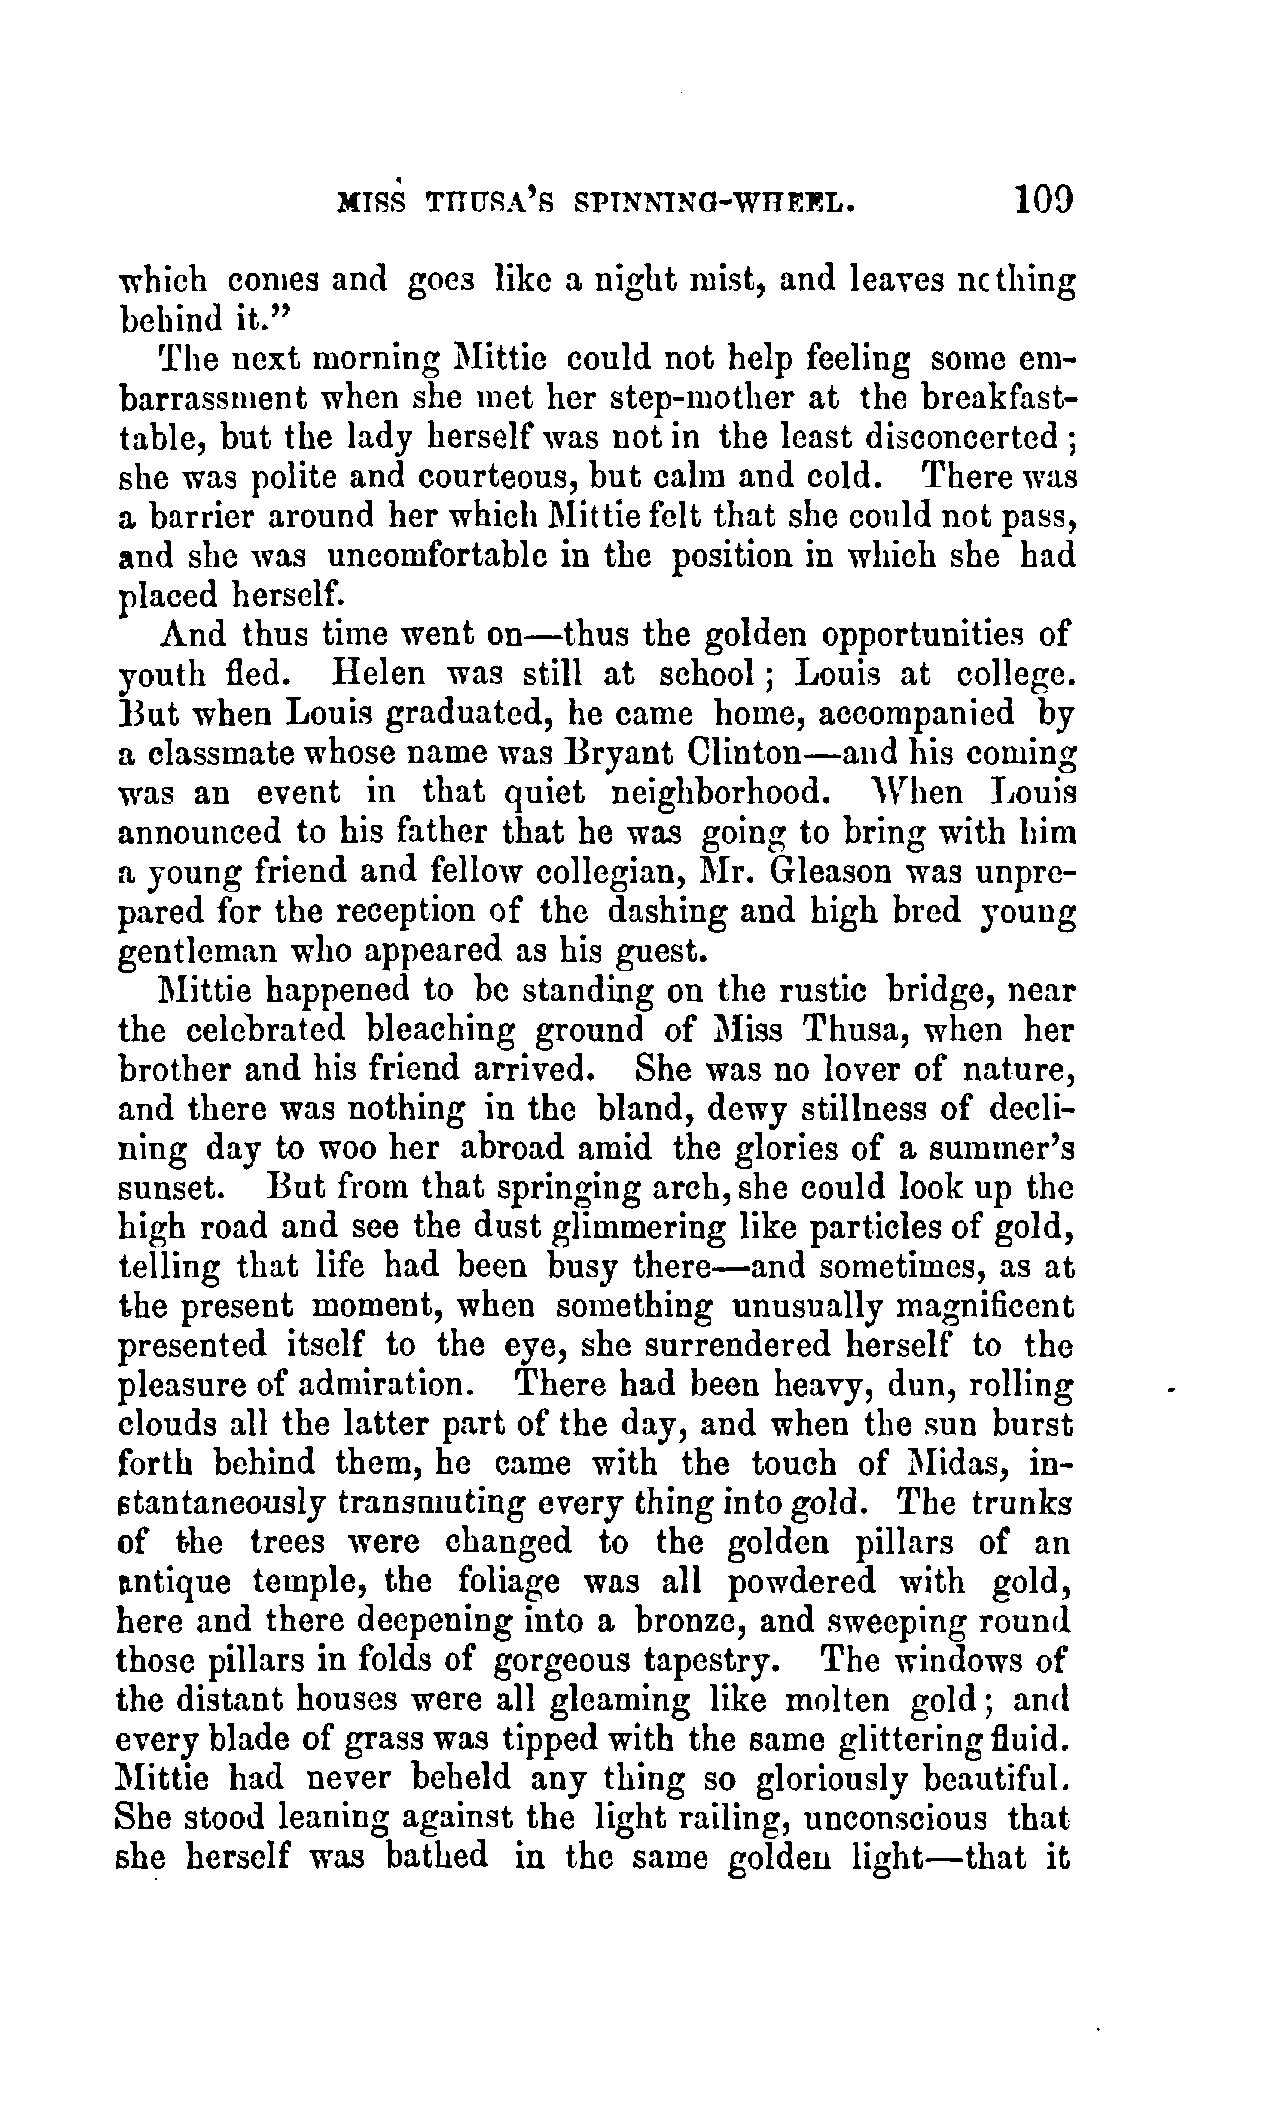 MISS THUSA'S SPINNING-WHEEL. 109
which comes and goes like a night mist, and leaves nothing
behind it."
The next morning Mittie could not help feeling some em-
barrassment when she met her step-mother at the breakfast-
table, but the lady herself was not in the least disconcerted ;
she was polite and courteous, but calm and cold. There was
a barrier around her which Mittie felt that she could not pass,
and she was uncomfortable in the position in which she had
placed herself.
And thus time went on—thus the golden opportunities of
youth fled. Helen was still at school ; Louis at college.
But when Louis graduated, he came home, accompanied by
a classmate whose name was Bryant Clinton—and his coming
was an event in that quiet neighborhood. When Louis
announced to his father that he was going to bring with him
a young friend and fellow collegian, Mr. Gleason was unpre-
pared for the reception of the dashing and high bred young
gentleman who appeared as his guest.
Mittie happened to be standing on the rustic bridge, near
the celebrated bleaching ground of Miss Thusa, when her
brother and his friend arrived. She was no lover of nature,
and there was nothing in the bland, dewy stillness of decli-
ning day to woo her abroad amid the glories of a summer's
sunset. But from that springing arch, she could look up the
high road and see the dust glimmering like particles of gold,
telling that life had been busy there—and sometimes, as at
the present moment, when something unusually magnificent
presented itself to the eye, she surrendered herself to the
pleasure of admiration. There had been heavy, dun, rolling
clouds all the latter part of the day, and when the sun burst
forth behind them, he came with the touch of Midas, in-
stantaneously transmuting every thing into gold. The trunks
of the trees were changed to the golden pillars of an
antique temple, the foliage was all powdered with gold,
here and there deepening into a bronze, and sweeping round
those pillars in folds of gorgeous tapestry. The windows of
the distant houses were all gleaming like molten gold ; and
every blade of grass was tipped with the same glittering fluid.
Mittie had never beheld any thing so gloriously beautiful.
She stood leaning against the light railing, unconscious that
she herself was bathed in the same golden light—that it